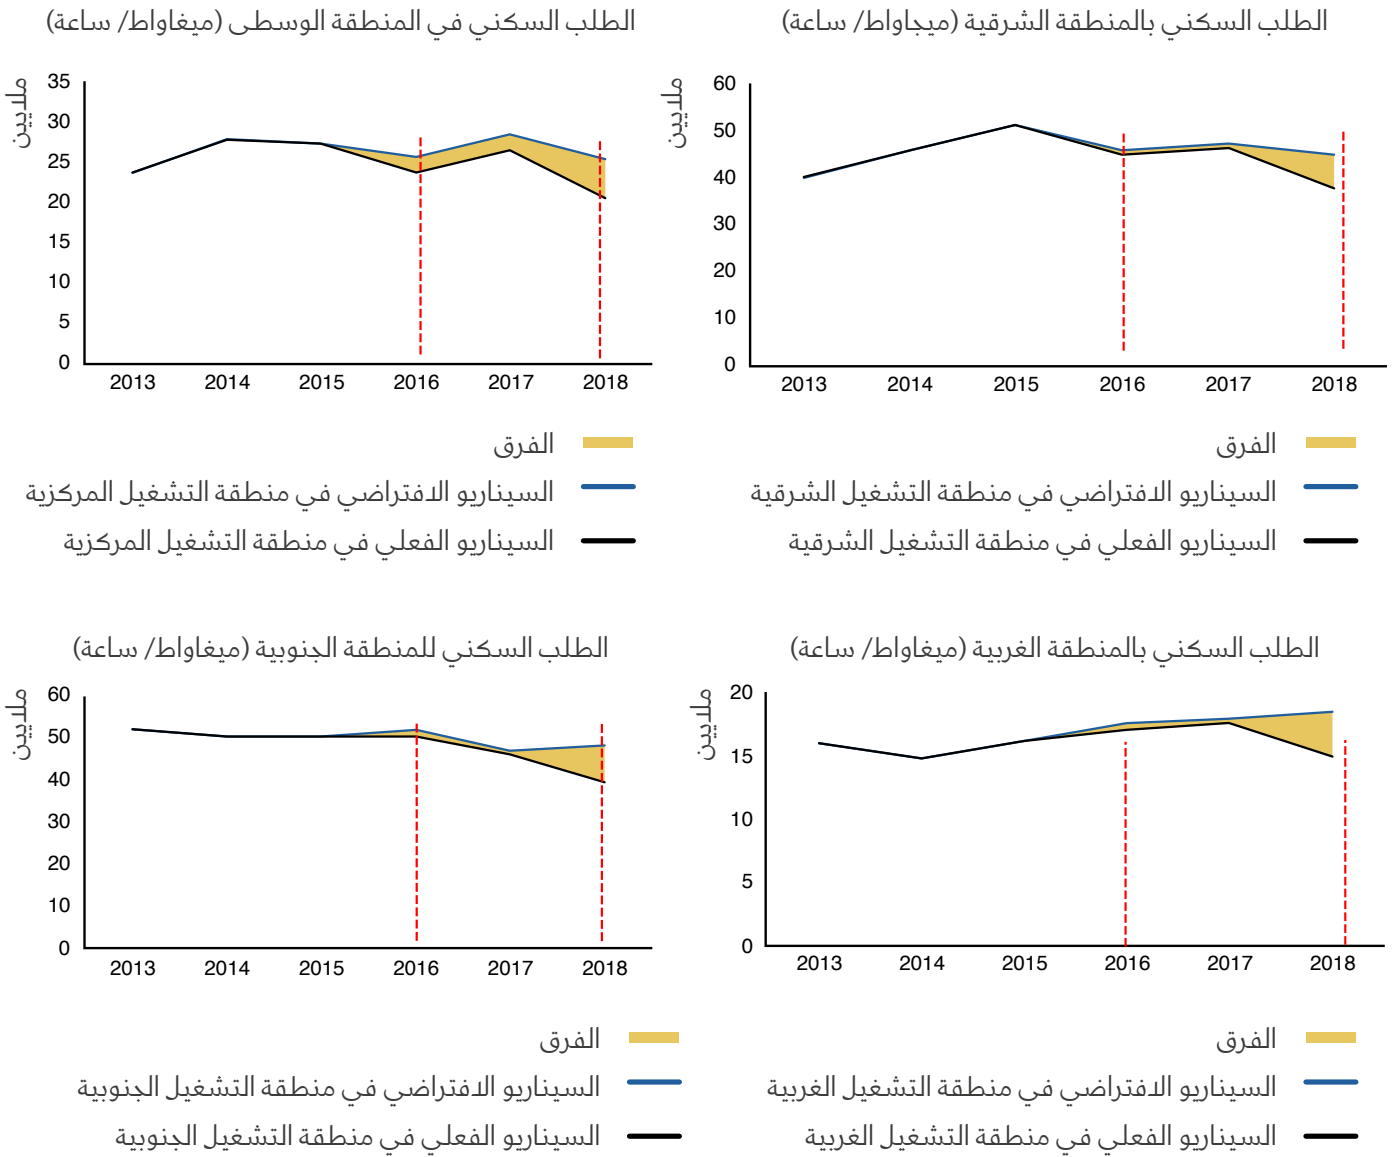 الطلب السكني بالمنطقة الشرقية (ميجاواط/ ساعة)
ملايين
60
50
40
30
20
10
0
2013 2014 2015 2016 2017 2018
الفرق
السيناريو الافتراضي في منطقة التشغيل الشرقية
السيناريو الفعلي في منطقة التشغيل الشرقية
الطلب السكني في المنطقة الوسطى (ميغاواط/ ساعة)
ملايين
35
30
25
20
15
10
5
0
2013 2014 2015 2016 2017 2018
الفرق
السيناريو الافتراضي في منطقة التشغيل المركزية
السيناريو الفعلي في منطقة التشغيل المركزية
الطلب السكني بالمنطقة الغربية (ميغاواط/ ساعة)
ملايين
20
15
10
5
0
2013 2014 2015 2016 2017 2018
الفرق
السيناريو الافتراضي في منطقة التشغيل الغربية
السيناريو الفعلي في منطقة التشغيل الغربية
الطلب السكني للمنطقة الجنوبية (ميغاواط/ ساعة)
ملايين
60
50
40
30
20
10
0
2013 2014 2015 2016 2017 2018
الفرق
السيناريو الافتراضي في منطقة التشغيل الجنوبية
السيناريو الفعلي في منطقة التشغيل الجنوبية